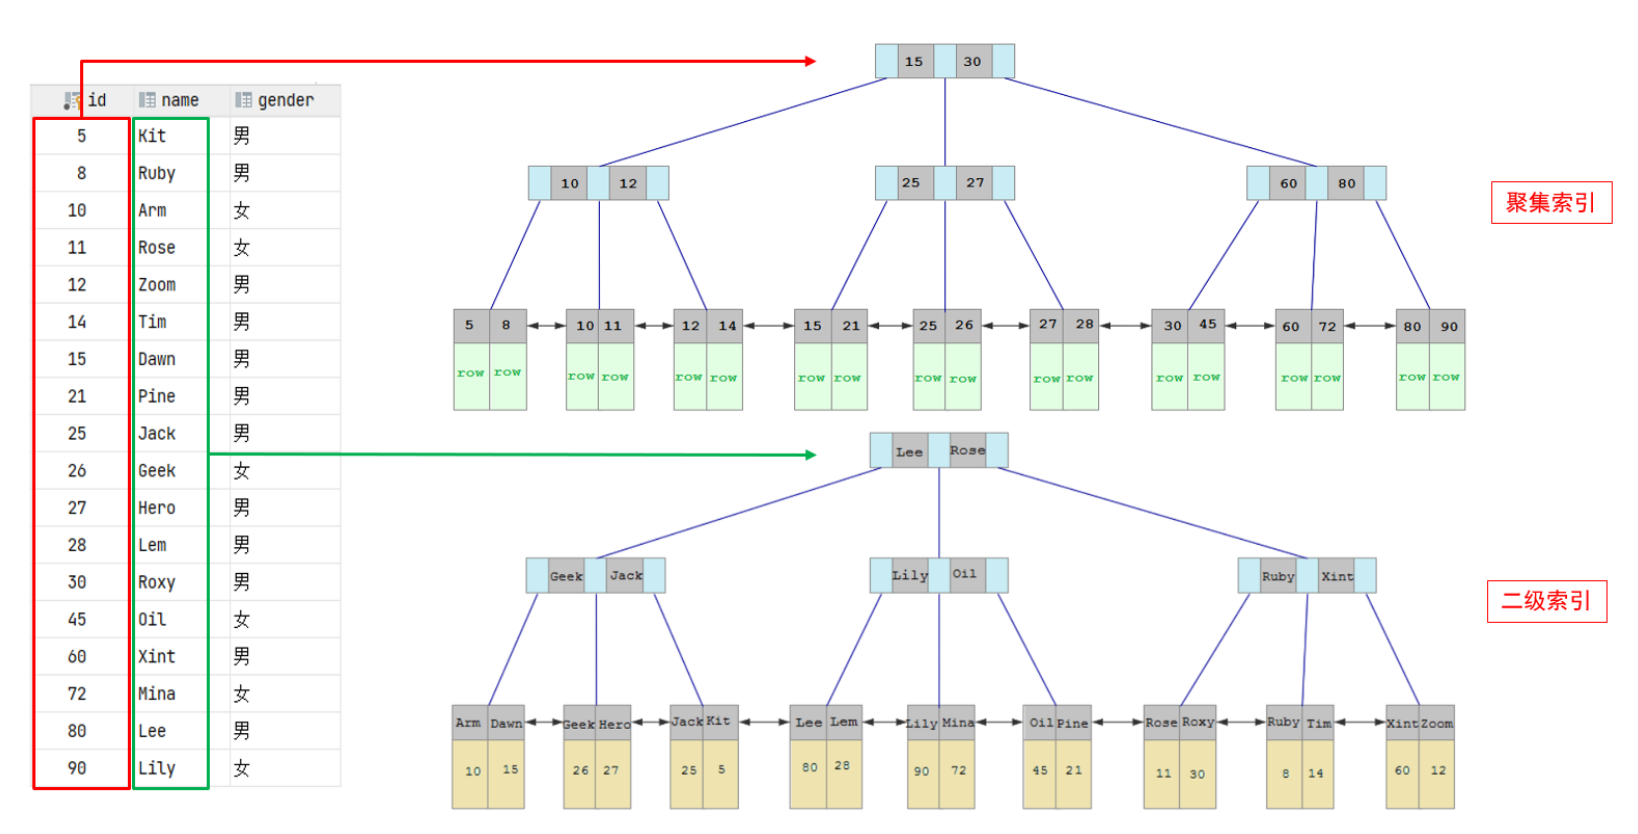 id name gender
5 Kit 男
8 Ruby 男
10 Arm 女
11 Rose 女
12 Zoom 男
14 Tim 男
15 Dawn 男
21 Pine 男
25 Jack 男
26 Geek 女
27 Hero 男
28 Lem 男
30 Roxy 男
45 Oil 女
60 Xint 男
72 Mina 女
80 Lee 男
90 Lily 女
15 30
10 12 25 27 60 80
聚集索引
5 8 10 11 12 14 15 21 25 26 27 28 30 45 60 72 80 90
row row row row row row row row row row row row row row row row row row
Lee Rose
Geek Jack Lily Oil Ruby Xint
二级索引
Arm Dawn Geek Hero Jack Kit Lee Lem Lily Mina Oil Pine Rose Roxy Ruby Tim Xint Zoom
10 15 26 27 25 5 80 28 90 72 45 21 11 30 8 14 60 12